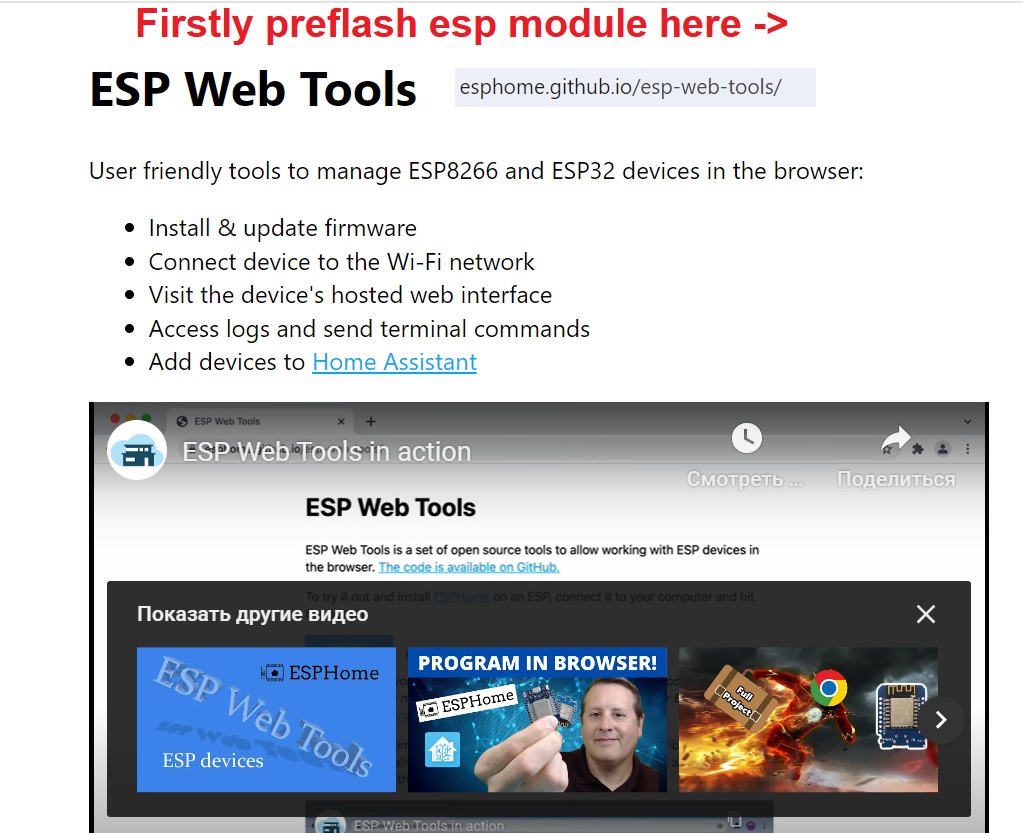 Firstly preflash esp module here ->
ESP Web Tools
esphome.github.io/esp-web-tools/
User friendly tools to manage ESP8266 and ESP32 devices in the browser:
• Install & update firmware
• Connect device to the Wi-Fi network
• Visit the device's hosted web interface
• Access logs and send terminal commands
• Add devices to Home Assistant
ESP Web Tools
ESP Web Tools in action
Смотреть ...
Поделиться
ESP Web Tools
ESP Web Tools is a set of open source tools to allow working with ESP devices in
the browser. The code is available on GitHub.
To try it out and install ESPHome on an ESP, connect it to your computer and hit
Показать другие видео
ESPHome
ESP Web Tools
ESP devices
PROGRAM IN BROWSER!
ESPHome
Full
Project
ESP Web Tools in action